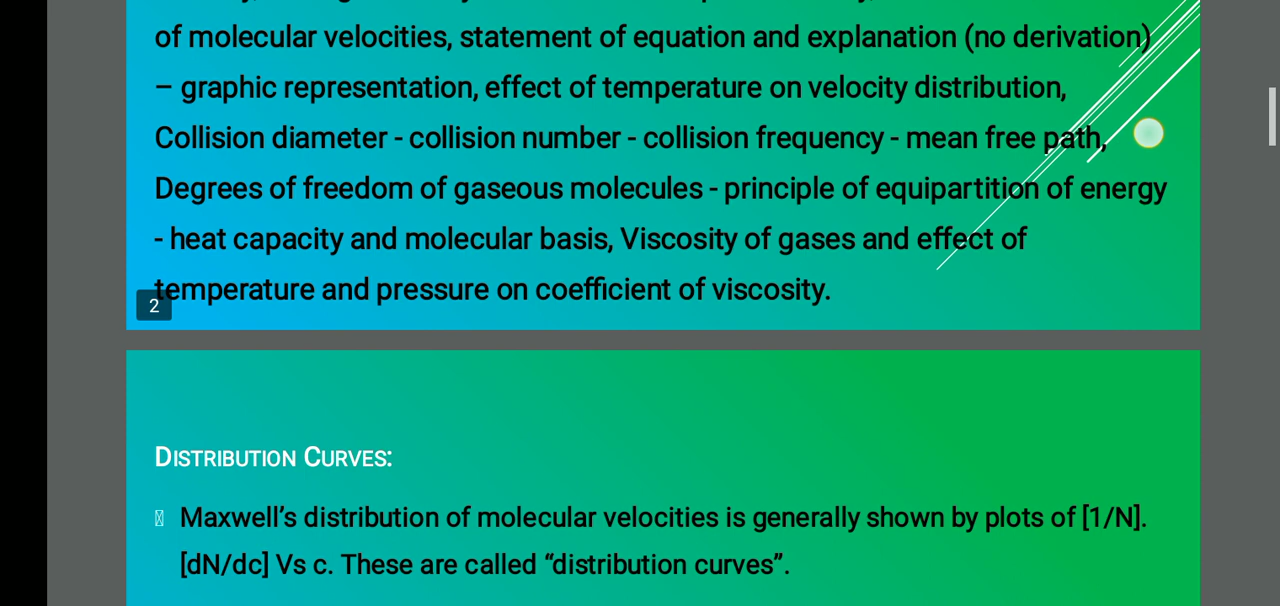 of molecular velocities, statement of equation and explanation (no derivation)
– graphic representation, effect of temperature on velocity distribution,
Collision diameter - collision number - collision frequency - mean free path,
Degrees of freedom of gaseous molecules - principle of equipartition of energy
- heat capacity and molecular basis, Viscosity of gases and effect of
temperature and pressure on coefficient of viscosity.
2
DISTRIBUTION CURVES:
Maxwell’s distribution of molecular velocities is generally shown by plots of [1/N].
[dN/dc] Vs c. These are called “distribution curves”.